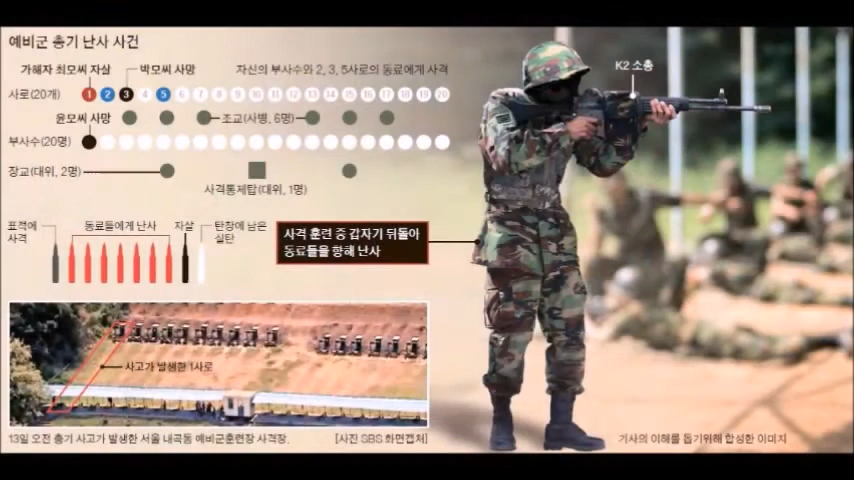 예비군 총기 난사 사건
가해자 최모씨 자살
박모씨 사망
자신의 부사수와 2, 3, 5사로의 동료에게 사격
K2 소총
사로(20개)
1 2 3 4 5 6 7 8 9 10 11 12 13 14 15 16 17 18 19 20
윤모씨 사망
조교(사병, 6명)
부사수(20명)
장교(대위, 2명)
사격통제탑(대위, 1명)
표적에 사격
동료들에게 난사
자살
탄창에 남은 실탄
사격 훈련 중 갑자기 뒤돌아
동료들을 향해 난사
사고가 발생한 1사로
13일 오전 총기 사고가 발생한 서울 내곡동 예비군훈련장 사격장.
[사진 SBS 화면캡처]
기사의 이해를 돕기위해 합성한 이미지